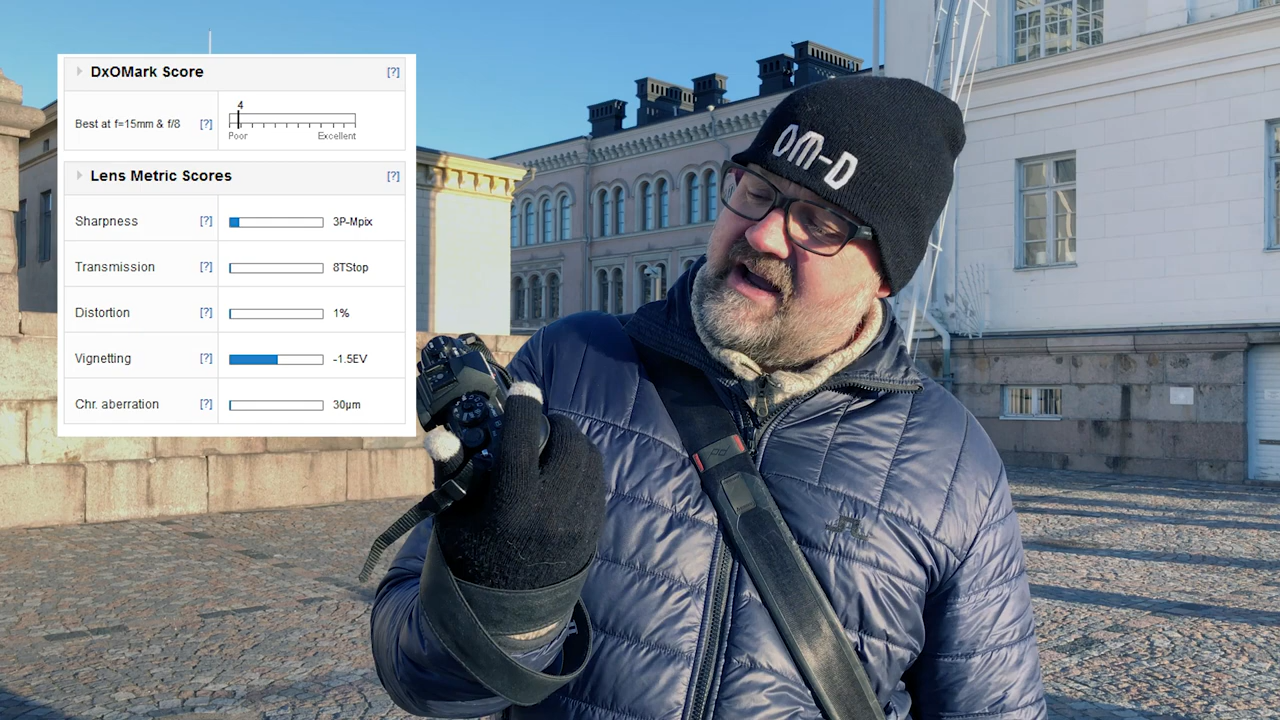 DxOMark Score [?]
4
Best at f=15mm & f/8 [?]
Poor Excellent
Lens Metric Scores [?]
Sharpness [?] 3P-Mpix
Transmission [?] 8TStop
Distortion [?] 1%
Vignetting [?] -1.5EV
Chr. aberration [?] 30µm
OM-D
pd